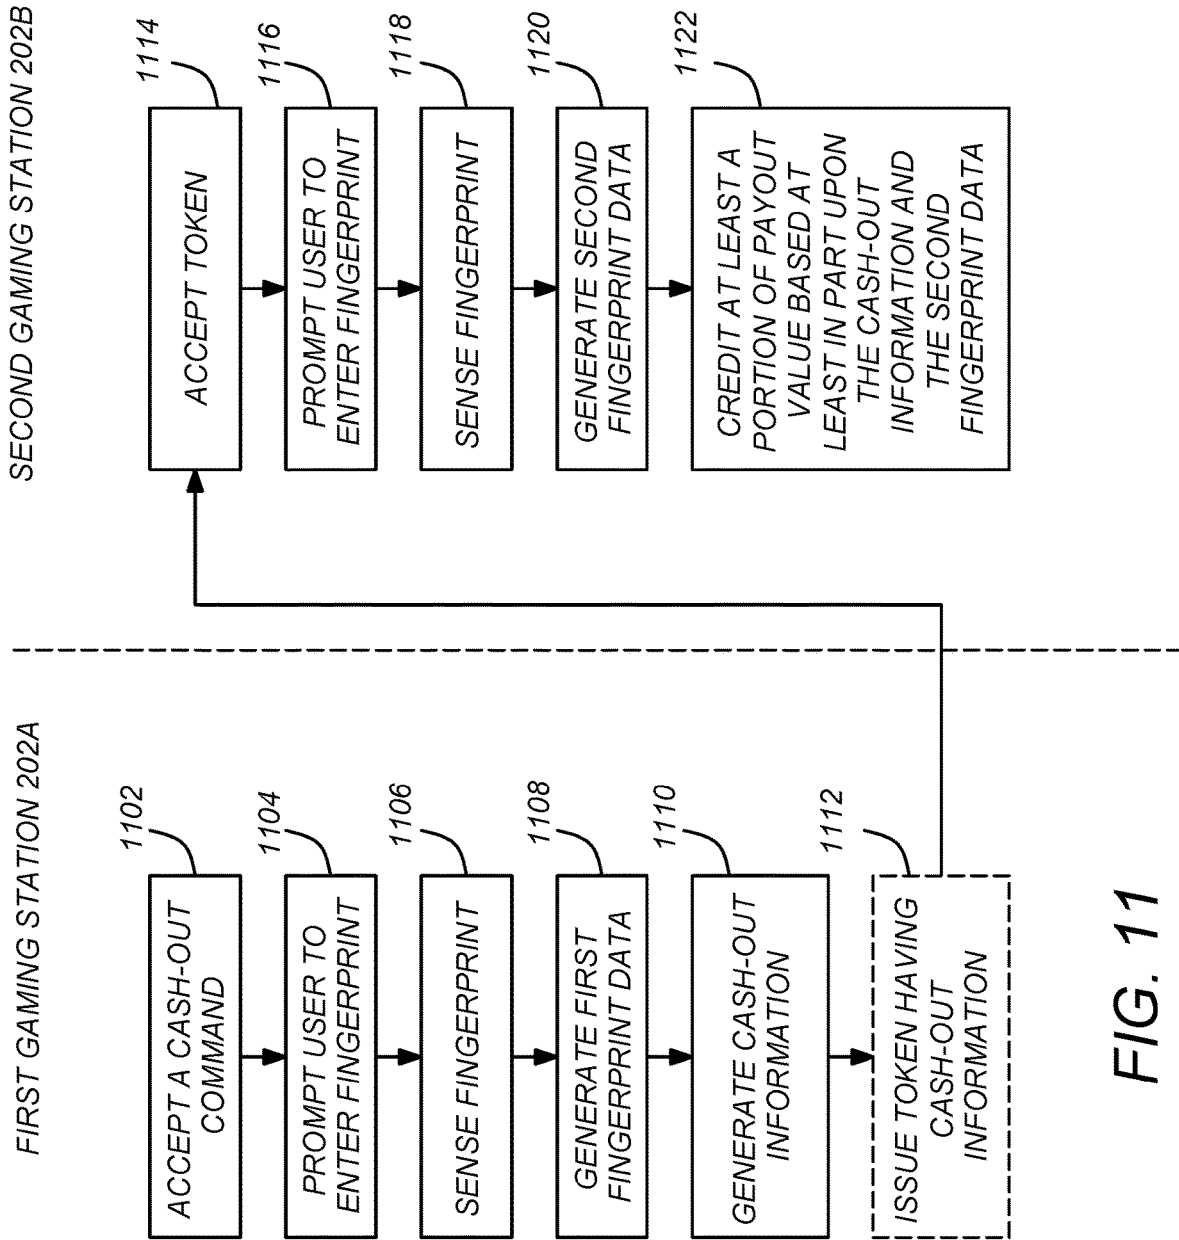 FIRST GAMING STATION 202A
1102
ACCEPT A CASH-OUT
COMMAND
1104
PROMPT USER TO
ENTER FINGERPRINT
1106
SENSE FINGERPRINT
1108
GENERATE FIRST
FINGERPRINT DATA
1110
GENERATE CASH-OUT
INFORMATION
1112
ISSUE TOKEN HAVING
CASH-OUT
INFORMATION
SECOND GAMING STATION 202B
1114
ACCEPT TOKEN
1116
PROMPT USER TO
ENTER FINGERPRINT
1118
SENSE FINGERPRINT
1120
GENERATE SECOND
FINGERPRINT DATA
1122
CREDIT AT LEAST A
PORTION OF PAYOUT
VALUE BASED AT
LEAST IN PART UPON
THE CASH-OUT
INFORMATION AND
THE SECOND
FINGERPRINT DATA
FIG. 11